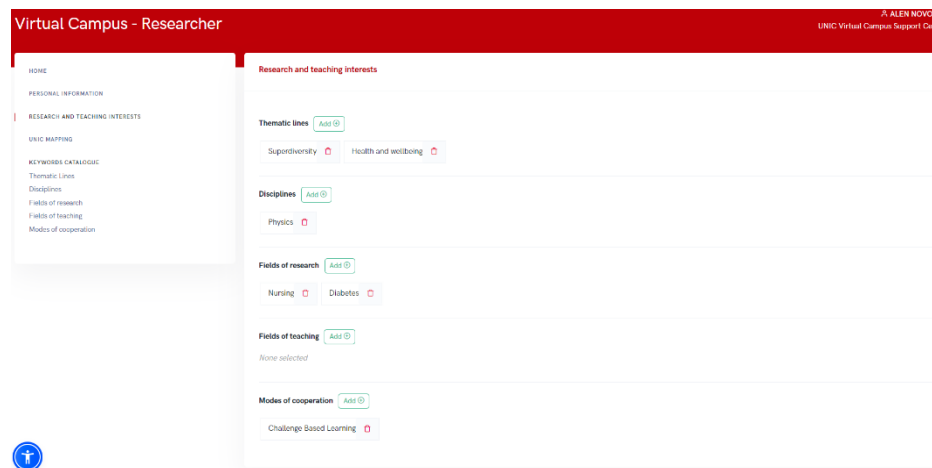 Virtual Campus - Researcher
ALEN NOVO
UNIC Virtual Campus Support Ce
HOME
PERSONAL INFORMATION
RESEARCH AND TEACHING INTERESTS
UNIC MAPPING
KEYWORDS CATALOGUE
Thematic Lines
Disciplines
Fields of research
Fields of teaching
Modes of cooperation
Research and teaching interests
Thematic lines Add
Superdiversity Health and wellbeing
Disciplines Add
Physics
Fields of research Add
Nursing Diabetes
Fields of teaching Add
None selected
Modes of cooperation Add
Challenge Based Learning